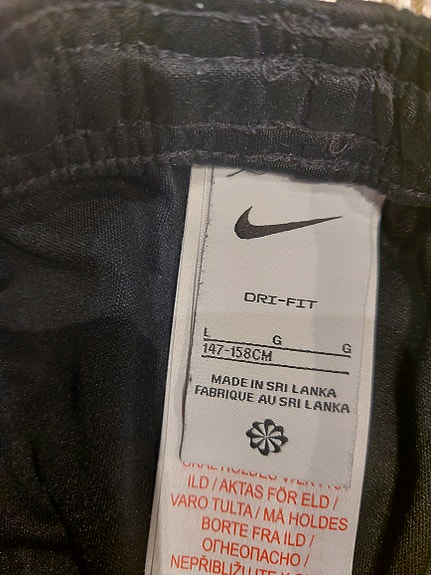 DRI-FIT
L G G
147-158CM
MADE IN SRI LANKA
FABRIQUE AU SRI LANKA
ILD / AKTAS FÖR ELD /
VARO TULTA / MÅ HOLDES
BORTE FRA ILD /
ОГНЕОПАСНО /